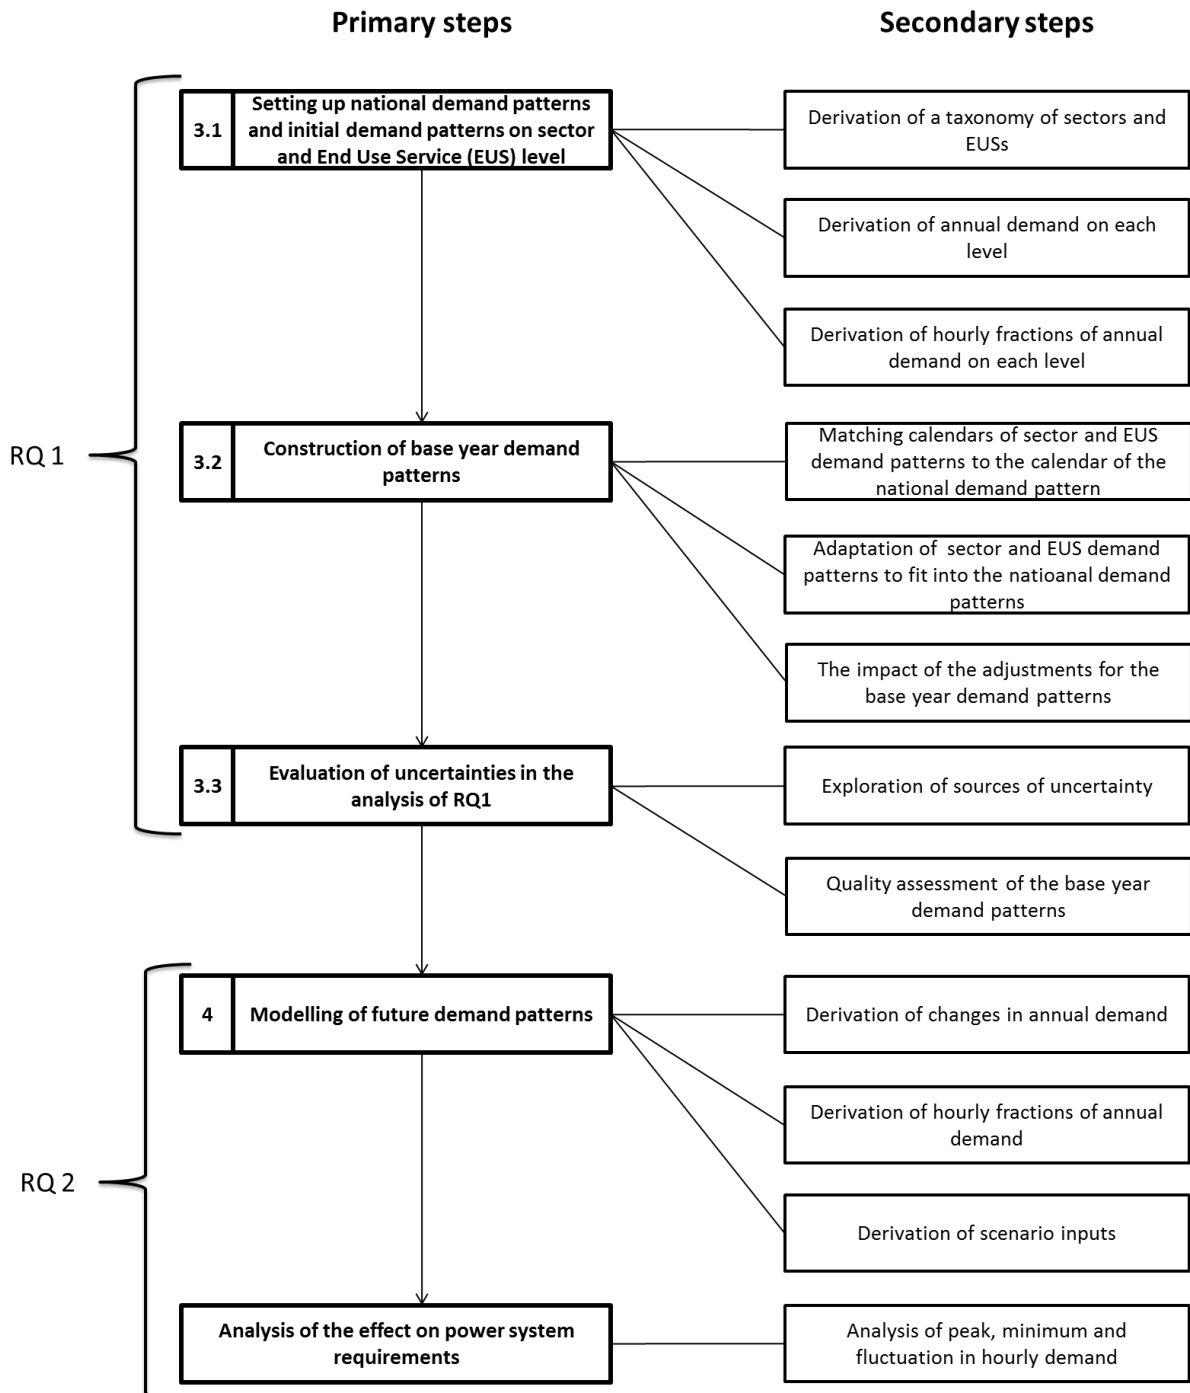 Primary steps
Secondary steps
3.1
Setting up national demand patterns
and initial demand patterns on sector
and End Use Service (EUS) level
Derivation of a taxonomy of sectors and
EUSs
Derivation of annual demand on each
level
Derivation of hourly fractions of annual
demand on each level
RQ 1
3.2
Construction of base year demand
patterns
Matching calendars of sector and EUS
demand patterns to the calendar of the
national demand pattern
Adaptation of sector and EUS demand
patterns to fit into the natioanal demand
patterns
The impact of the adjustments for the
base year demand patterns
3.3
Evaluation of uncertainties in the
analysis of RQ1
Exploration of sources of uncertainty
Quality assessment of the base year
demand patterns
4
Modelling of future demand patterns
Derivation of changes in annual demand
Derivation of hourly fractions of annual
demand
RQ 2
Derivation of scenario inputs
Analysis of the effect on power system
requirements
Analysis of peak, minimum and
fluctuation in hourly demand